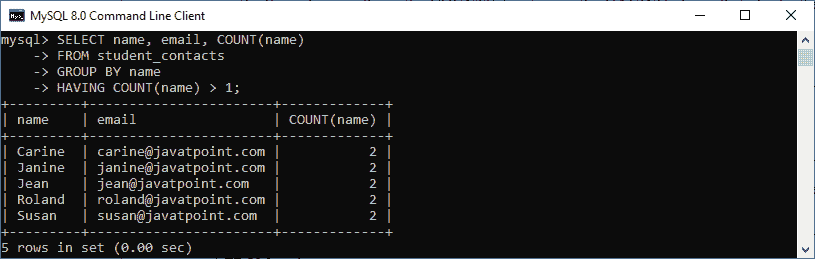 MySQL 8.0 Command Line Client
mysql> SELECT name, email, COUNT(name)
    -> FROM student_contacts
    -> GROUP BY name
    -> HAVING COUNT(name) > 1;
+---------+-----------------------+-------------+
| name    | email                 | COUNT(name) |
+---------+-----------------------+-------------+
| Carine  | carine@javatpoint.com |           2 |
| Janine  | janine@javatpoint.com |           2 |
| Jean    | jean@javatpoint.com   |           2 |
| Roland  | roland@javatpoint.com |           2 |
| Susan   | susan@javatpoint.com  |           2 |
+---------+-----------------------+-------------+
5 rows in set (0.00 sec)